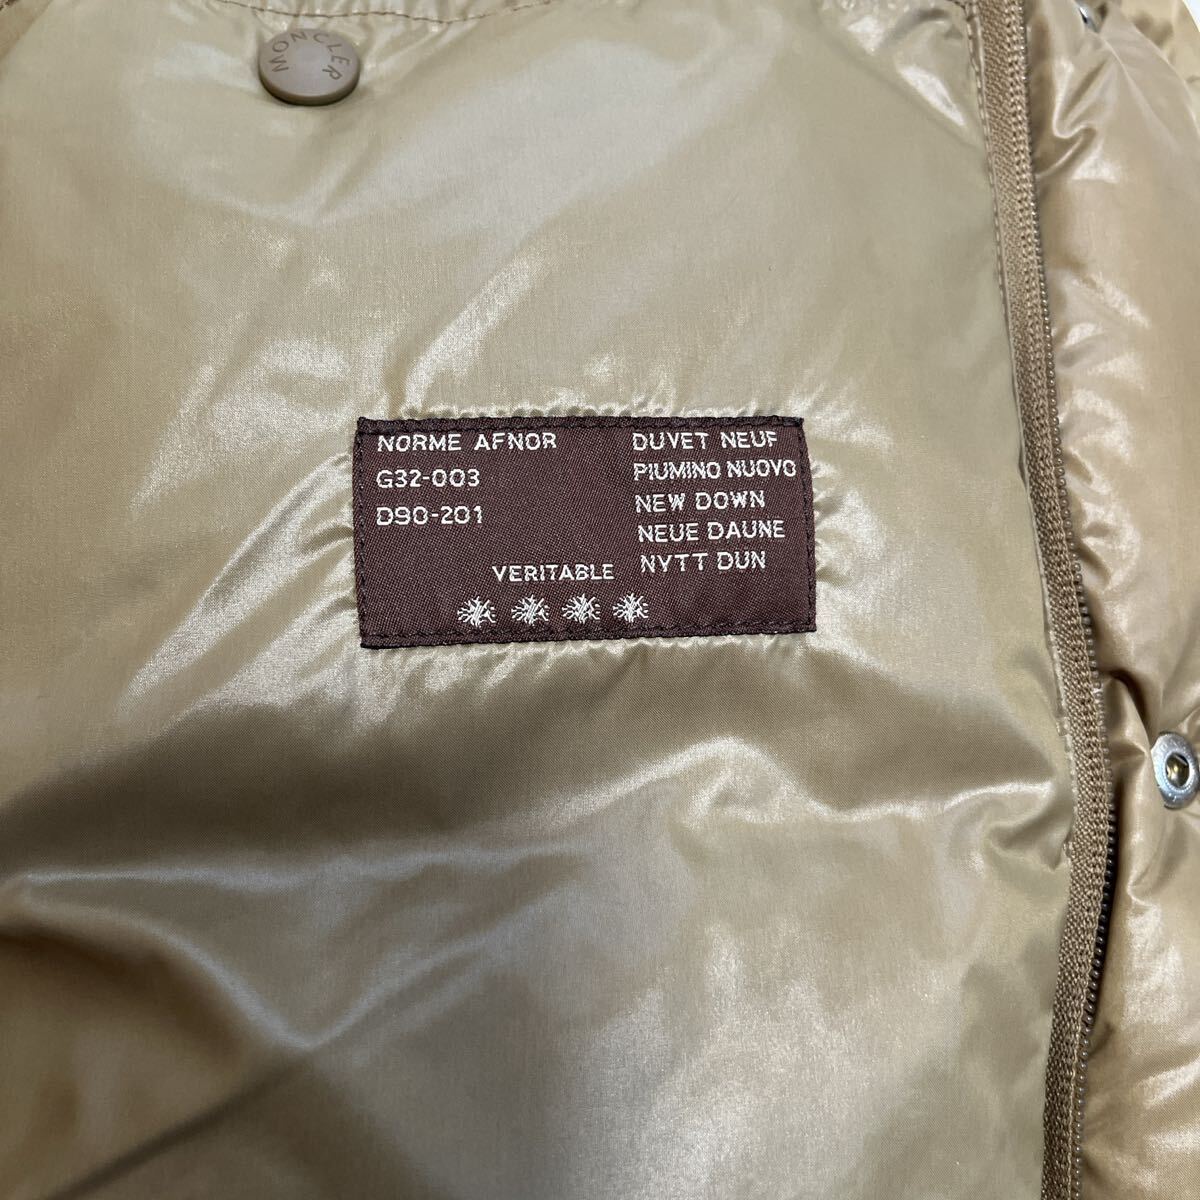 MONCLER
NORME AFNOR
G32-003
D90-201
VERITABLE
DUVET NEUF
PIUMINO NUOVO
NEW DOWN
NEUE DAUNE
NYTT DUN